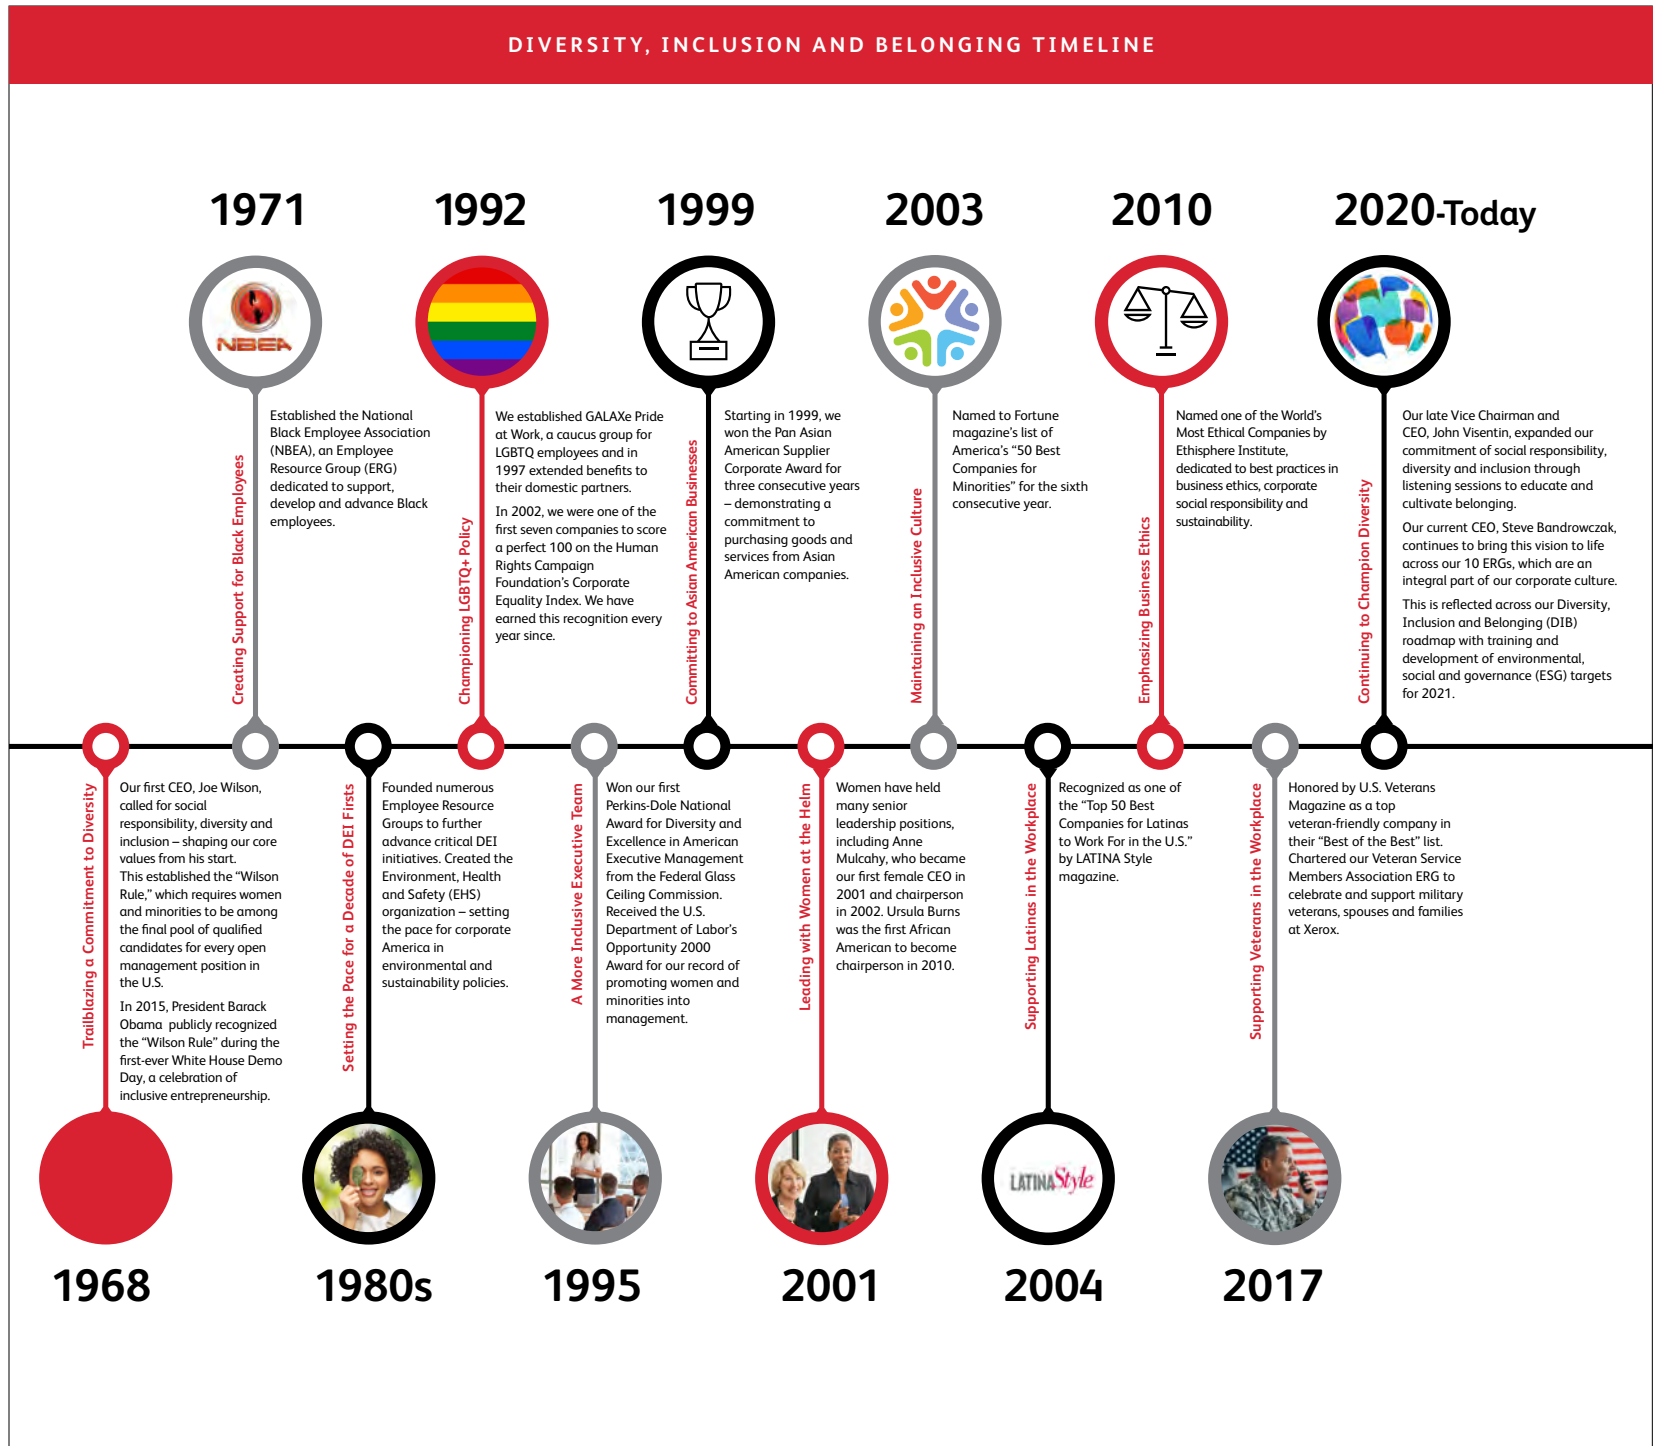 DIVERSITY, INCLUSION AND BELONGING TIMELINE
1968
Trailblazing a Commitment to Diversity
Our first CEO, Joe Wilson,
called for social
responsibility, diversity and
inclusion – shaping our core
values from his start.
This established the “Wilson
Rule,” which requires women
and minorities to be among
the final pool of qualified
candidates for every open
management position in
the U.S.
In 2015, President Barack
Obama publicly recognized
the “Wilson Rule” during the
first-ever White House Demo
Day, a celebration of
inclusive entrepreneurship.
1971
NBEA
Creating Support for Black Employees
Established the National
Black Employee Association
(NBEA), an Employee
Resource Group (ERG)
dedicated to support,
develop and advance Black
employees.
1980s
Setting the Pace for a Decade of DEI Firsts
Founded numerous
Employee Resource
Groups to further
advance critical DEI
initiatives. Created the
Environment, Health
and Safety (EHS)
organization – setting
the pace for corporate
America in
environmental and
sustainability policies.
1992
Championing LGBTQ+ Policy
We established GALAXe Pride
at Work, a caucus group for
LGBTQ employees and in
1997 extended benefits to
their domestic partners.
In 2002, we were one of the
first seven companies to score
a perfect 100 on the Human
Rights Campaign
Foundation’s Corporate
Equality Index. We have
earned this recognition every
year since.
1995
A More Inclusive Executive Team
Won our first
Perkins-Dole National
Award for Diversity and
Excellence in American
Executive Management
from the Federal Glass
Ceiling Commission.
Received the U.S.
Department of Labor’s
Opportunity 2000
Award for our record of
promoting women and
minorities into
management.
1999
Committing to Asian American Businesses
Starting in 1999, we
won the Pan Asian
American Supplier
Corporate Award for
three consecutive years
– demonstrating a
commitment to
purchasing goods and
services from Asian
American companies.
2001
Leading with Women at the Helm
Women have held
many senior
leadership positions,
including Anne
Mulcahy, who became
our first female CEO in
2001 and chairperson
in 2002. Ursula Burns
was the first African
American to become
chairperson in 2010.
2003
Maintaining an Inclusive Culture
Named to Fortune
magazine’s list of
America’s “50 Best
Companies for
Minorities” for the sixth
consecutive year.
2004
LATINA Style
Supporting Latinas in the Workplace
Recognized as one of
the “Top 50 Best
Companies for Latinas
to Work For in the U.S.”
by LATINA Style
magazine.
2010
Emphasizing Business Ethics
Named one of the World’s
Most Ethical Companies by
Ethisphere Institute,
dedicated to best practices in
business ethics, corporate
social responsibility and
sustainability.
2017
Supporting Veterans in the Workplace
Honored by U.S. Veterans
Magazine as a top
veteran-friendly company in
their “Best of the Best” list.
Chartered our Veteran Service
Members Association ERG to
celebrate and support military
veterans, spouses and families
at Xerox.
2020-Today
Continuing to Champion Diversity
Our late Vice Chairman and
CEO, John Visentin, expanded our
commitment of social responsibility,
diversity and inclusion through
listening sessions to educate and
cultivate belonging.
Our current CEO, Steve Bandrowczak,
continues to bring this vision to life
across our 10 ERGs, which are an
integral part of our corporate culture.
This is reflected across our Diversity,
Inclusion and Belonging (DIB)
roadmap with training and
development of environmental,
social and governance (ESG) targets
for 2021.